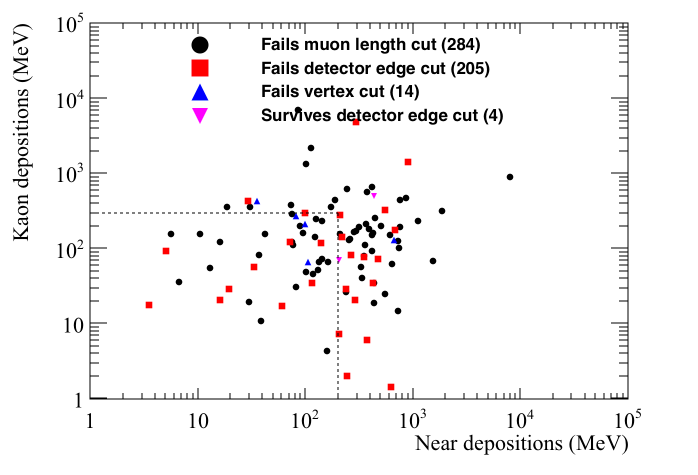 Kaon depositions (MeV)
10^5
10^4
10^3
10^2
10
1
Fails muon length cut (284)
Fails detector edge cut (205)
Fails vertex cut (14)
Survives detector edge cut (4)
1 10 10^2 10^3 10^4 10^5
Near depositions (MeV)